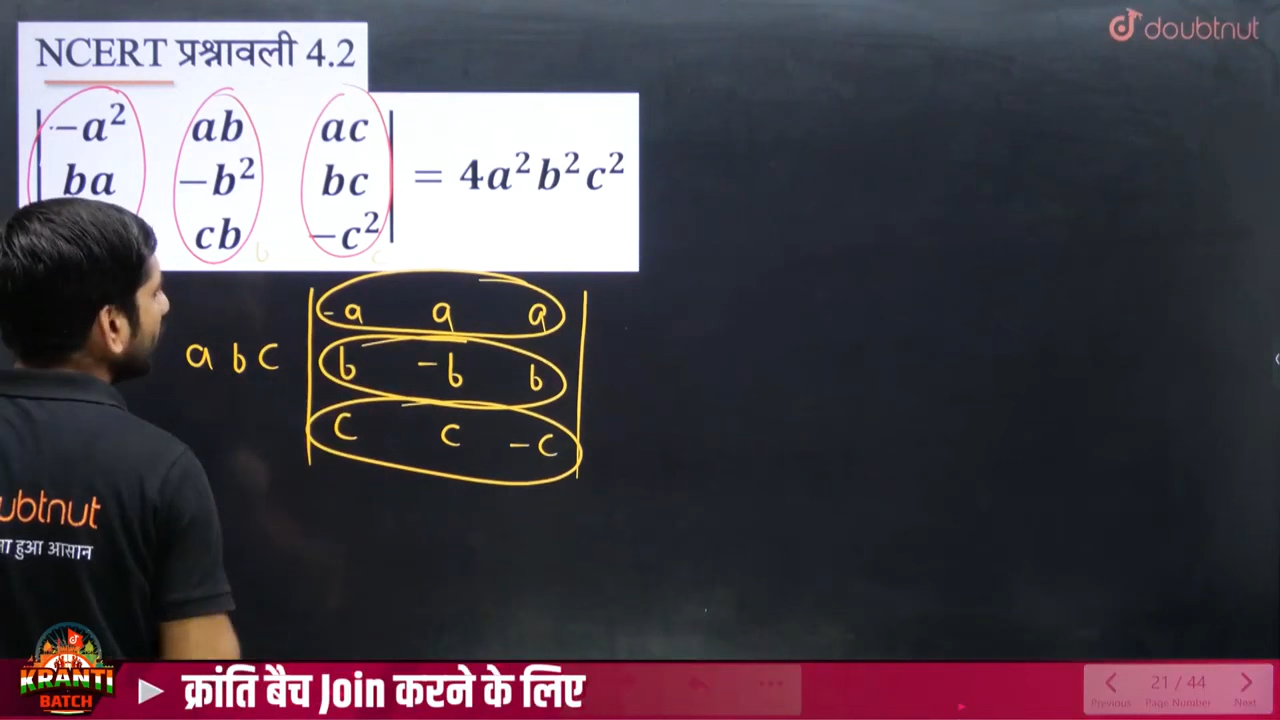 doubtnut
NCERT प्रश्नावली 4.2
-a² ab ac
ba -b² bc = 4a²b²c²
cb -c²
b c
-a a a
a b c b -b b
c c -c
ubtnut
ा हुआ आसान
KRANTI
BATCH
क्रांति बैच Join करने के लिए
21 / 44
Previous Page Number Next